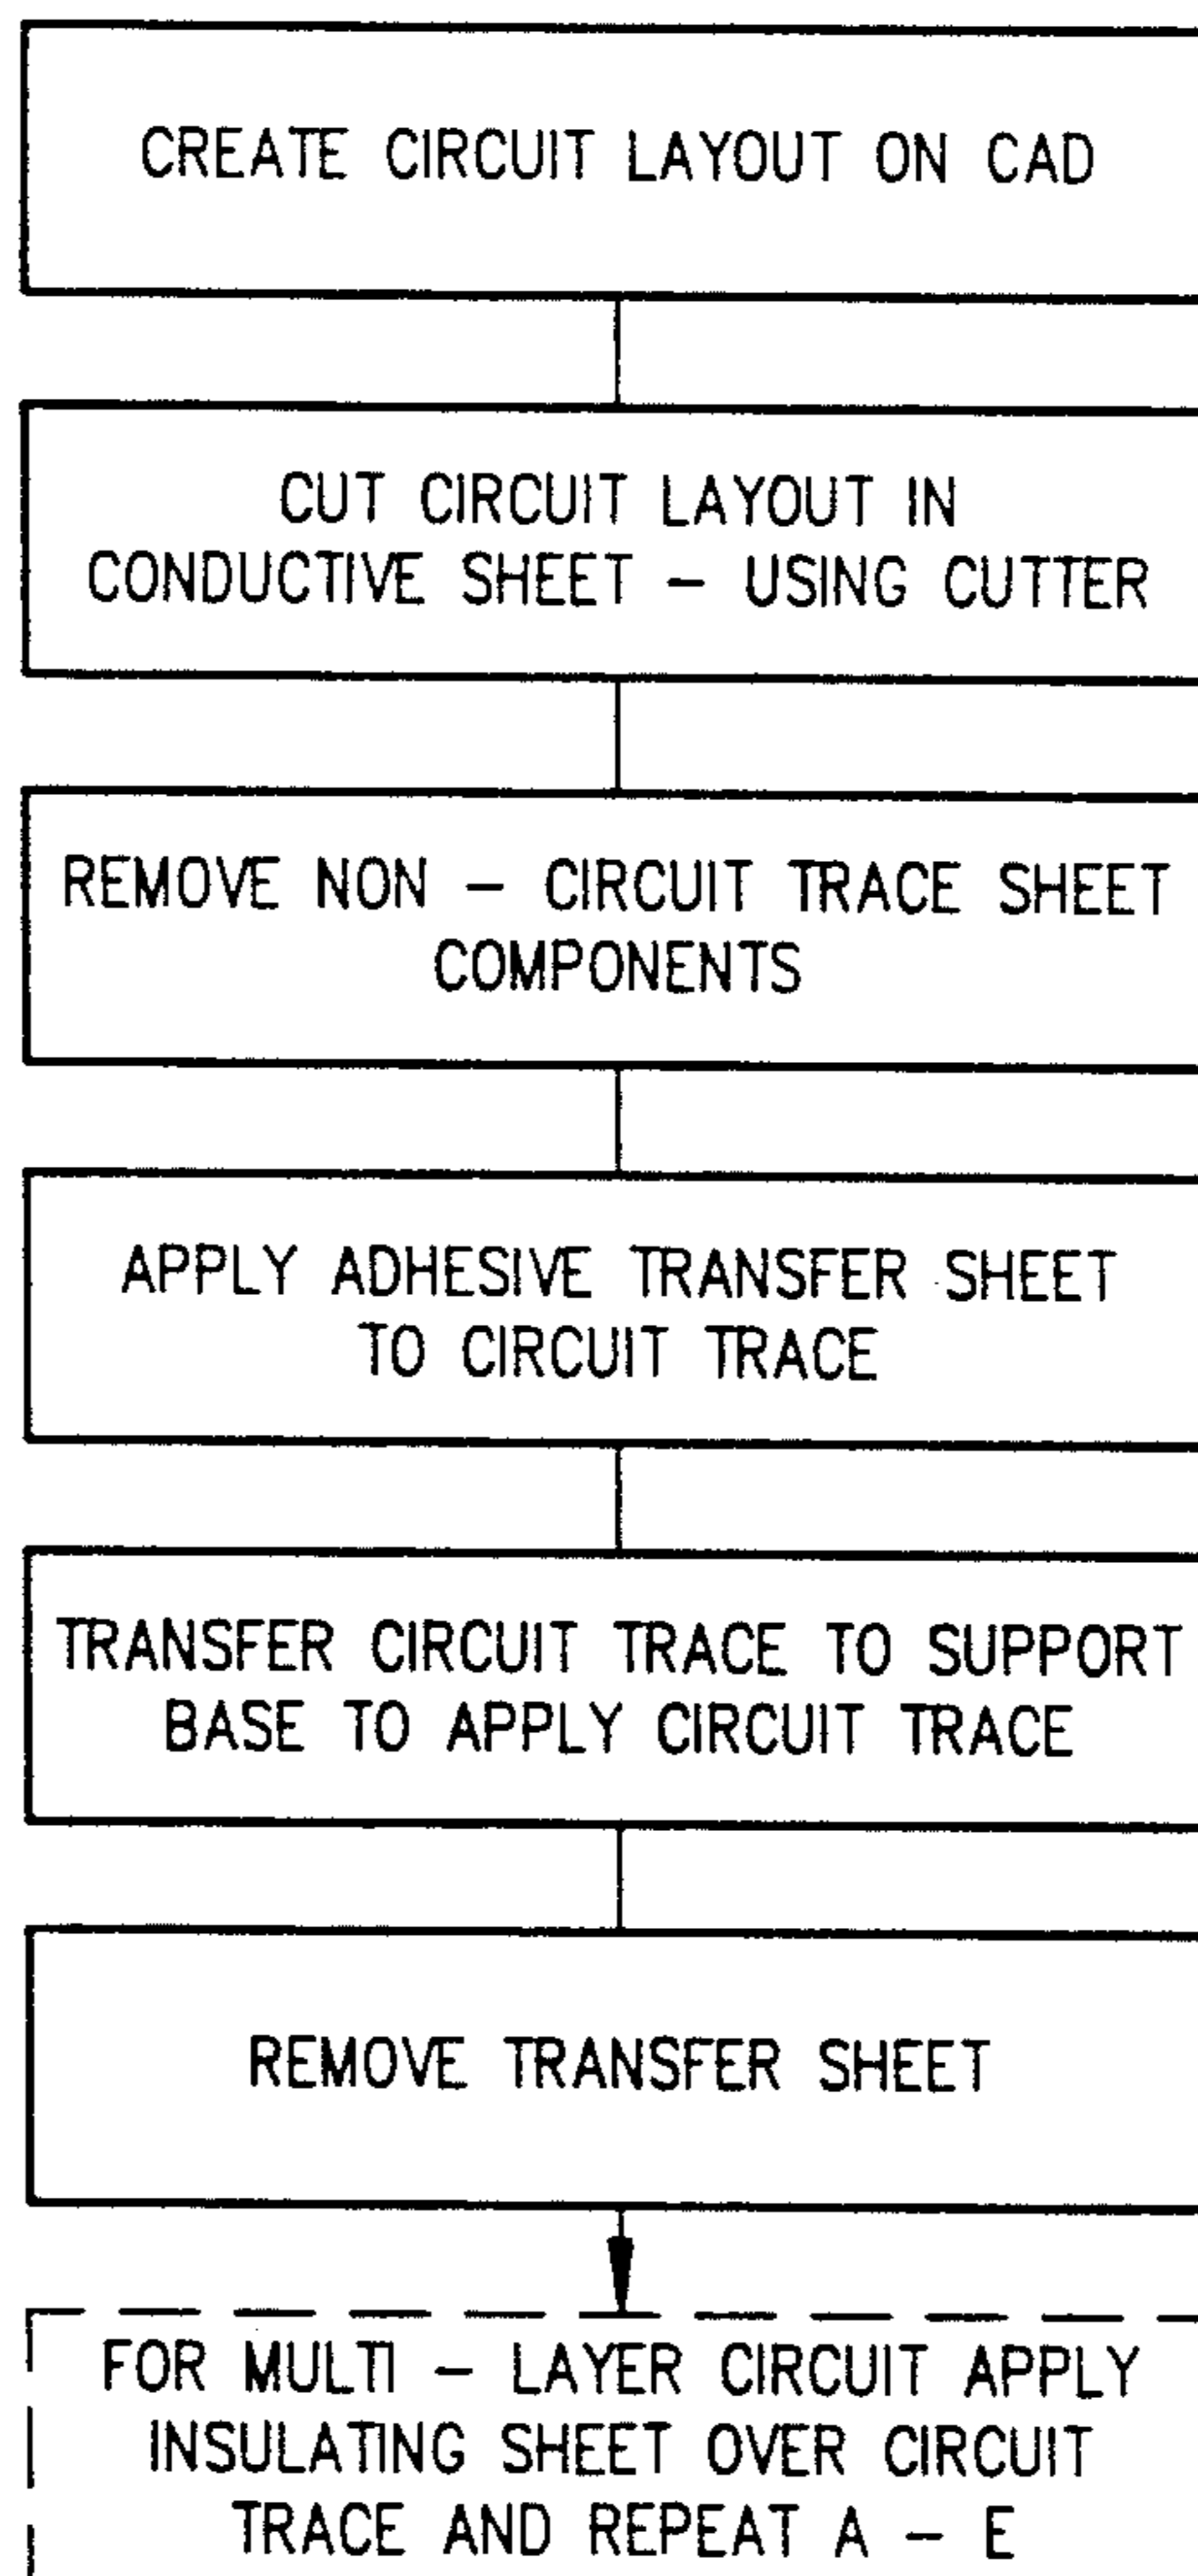 CREATE CIRCUIT LAYOUT ON CAD
CUT CIRCUIT LAYOUT IN
CONDUCTIVE SHEET – USING CUTTER
REMOVE NON – CIRCUIT TRACE SHEET
COMPONENTS
APPLY ADHESIVE TRANSFER SHEET
TO CIRCUIT TRACE
TRANSFER CIRCUIT TRACE TO SUPPORT
BASE TO APPLY CIRCUIT TRACE
REMOVE TRANSFER SHEET
FOR MULTI – LAYER CIRCUIT APPLY
INSULATING SHEET OVER CIRCUIT
TRACE AND REPEAT A – E